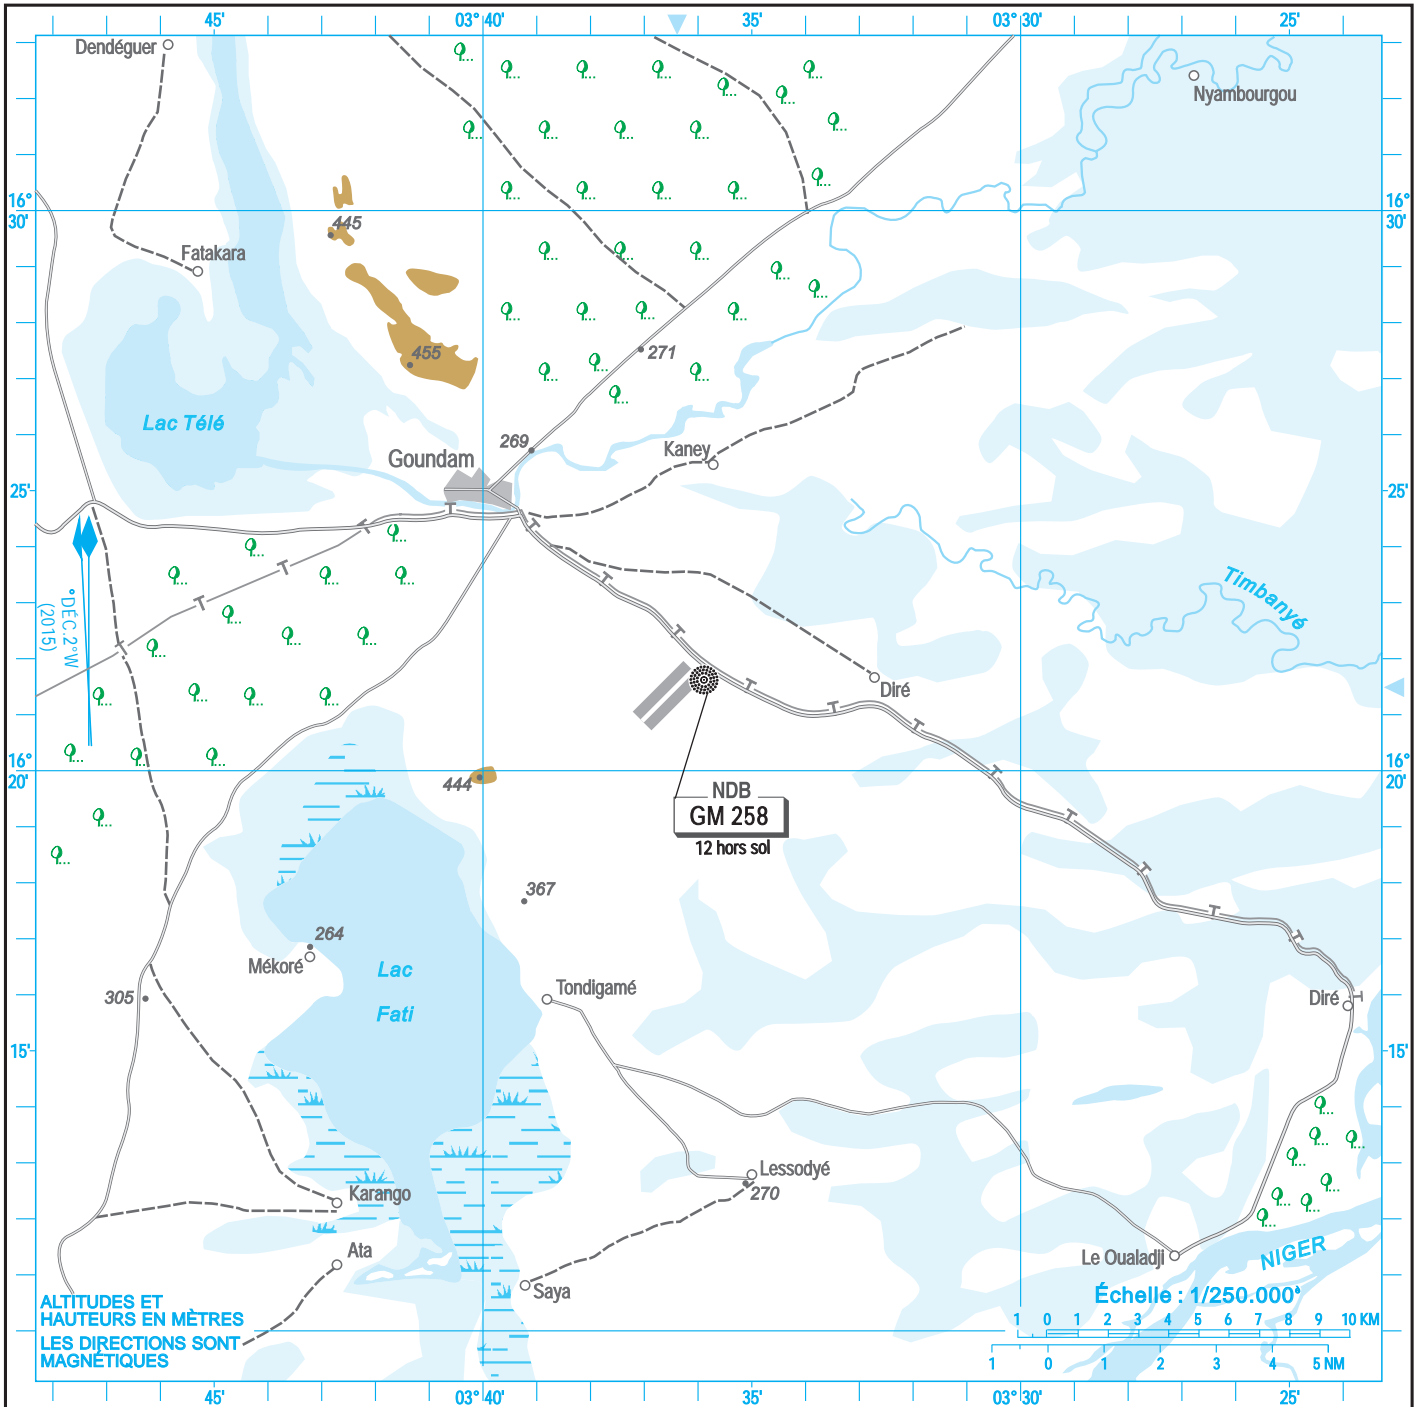 45'
03°40'
35'
03°30'
25'
Dendéguer
Nyambourgou
16°
30'
16°
30'
445
Fatakara
455
271
Lac Télé
269
Kaney
Goundam
25'
25'
T
T
T
T
T
T
T
T
Timbanyé
°DÉC.2°W
(2015)
T
T
T
T
Diré
16°
20'
16°
20'
444
NDB
GM 258
12 hors sol
T
T
T
T
T
367
264
Mékoré
Lac
Fati
305
Tondigamé
Diré
T
15'
15'
Lessodyé
270
Karango
Ata
Le Oualadji
NIGER
Saya
ALTITUDES ET
HAUTEURS EN MÈTRES
LES DIRECTIONS SONT
MAGNÉTIQUES
Échelle : 1/250.000°
1 0 1 2 3 4 5 6 7 8 9 10 KM
1 0 1 2 3 4 5 NM
45'
03°40'
35'
03°30'
25'